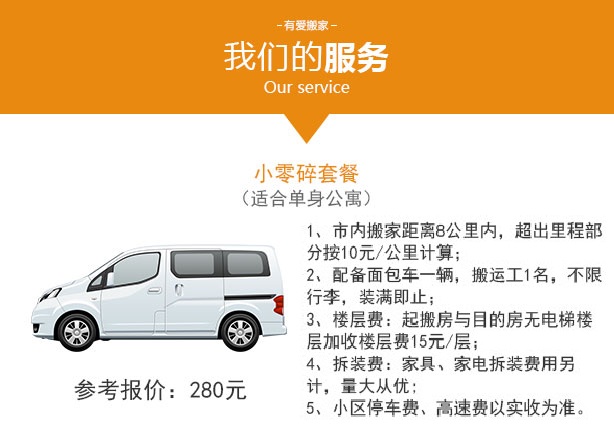 －有爱搬家－
我们的服务
Our service
小零碎套餐
（适合单身公寓）
1、市内搬家距离8公里内，超出里程部
分按10元/公里计算；
2、配备面包车一辆，搬运工1名，不限
行李，装满即止；
3、楼层费：起搬房与目的房无电梯楼
层加收楼层费15元/层；
4、拆装费：家具、家电拆装费用另
计，量大从优；
5、小区停车费、高速费以实收为准。
参考报价：280元